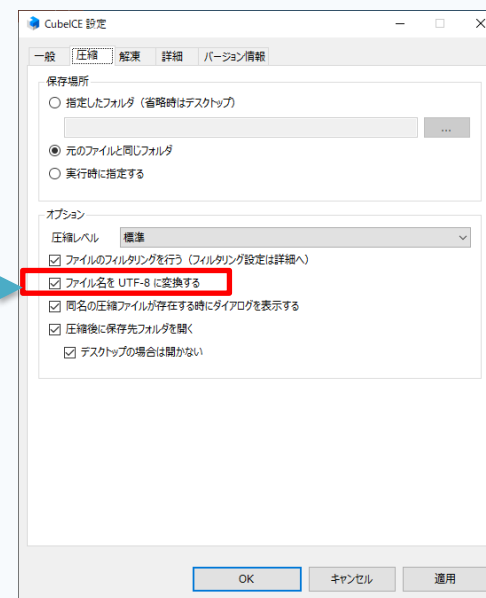 CubeICE 設定
一般 圧縮 解凍 詳細 バージョン情報
保存場所
指定したフォルダ（省略時はデスクトップ）
...
元のファイルと同じフォルダ
実行時に指定する
オプション
圧縮レベル 標準
ファイルのフィルタリングを行う（フィルタリング設定は詳細へ）
ファイル名を UTF-8 に変換する
同名の圧縮ファイルが存在する時にダイアログを表示する
圧縮後に保存先フォルダを開く
デスクトップの場合は開かない
OK キャンセル 適用